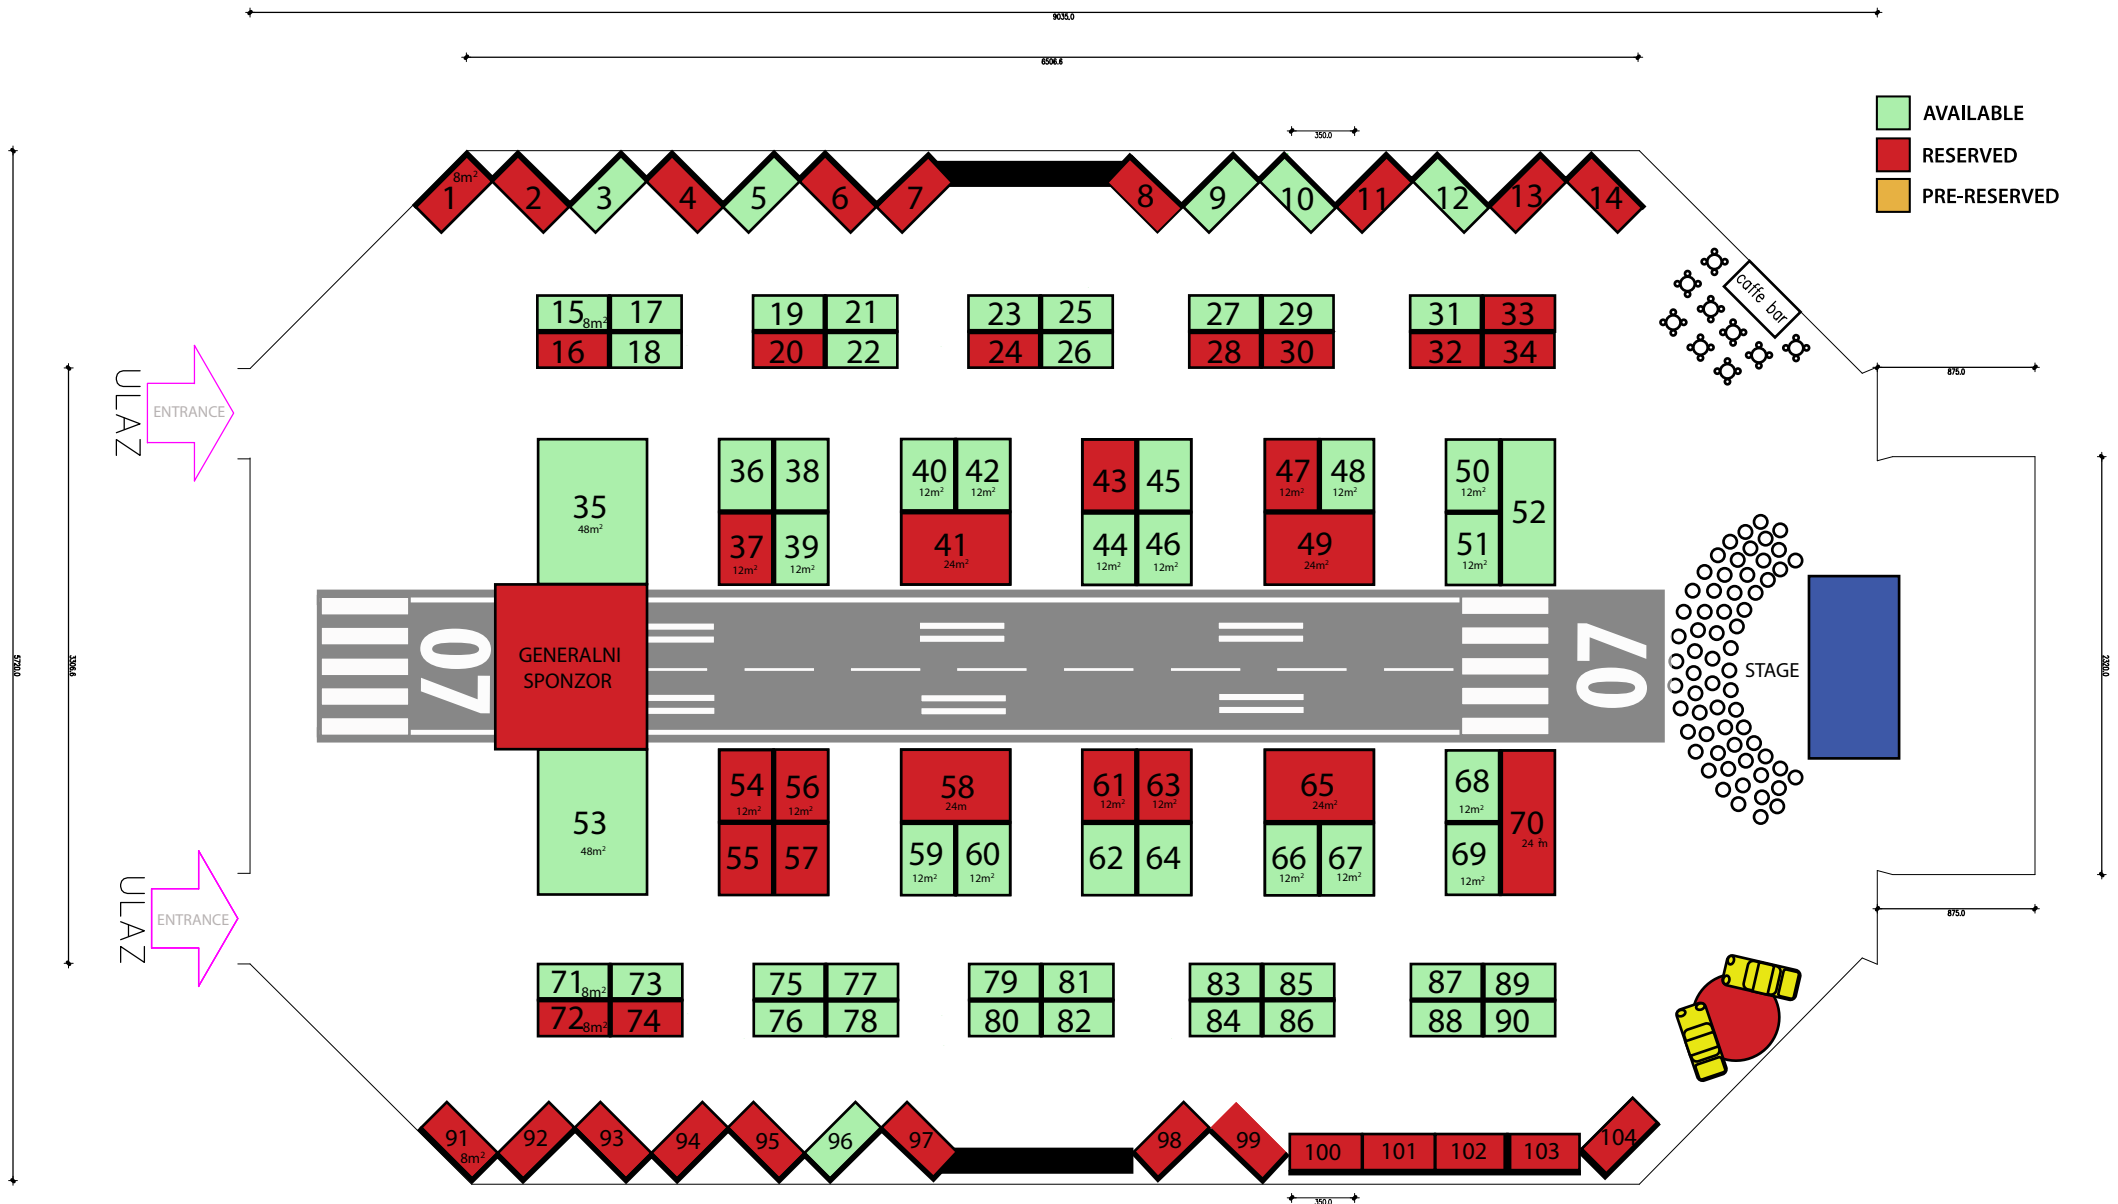 9035.0
6506.6
350.0
AVAILABLE
RESERVED
PRE-RESERVED
1 8m²
2
3
4
5
6
7
8
9
10
11
12
13
14
caffe bar
15 8m² 17
16 18
19 21
20 22
23 25
24 26
27 29
28 30
31 33
32 34
ULAZ
ENTRANCE
875.0
35
48m²
36 38
37 39
12m² 12m²
40 42
12m² 12m²
41
24m²
43 45
44 46
12m² 12m²
47 48
12m² 12m²
49
24m²
50
12m²
52
51
12m²
5720.0
3306.6
2320.0
07
GENERALNI
SPONZOR
07
STAGE
53
48m²
54 56
12m² 12m²
55 57
58
24m
59 60
12m² 12m²
61 63
12m² 12m²
62 64
65
24m²
66 67
12m² 12m²
68
12m²
70
24 m
69
12m²
ULAZ
ENTRANCE
875.0
71 8m² 73
72 8m² 74
75 77
76 78
79 81
80 82
83 85
84 86
87 89
88 90
91
8m²
92
93
94
95
96
97
98
99
100
101
102
103
104
350.0